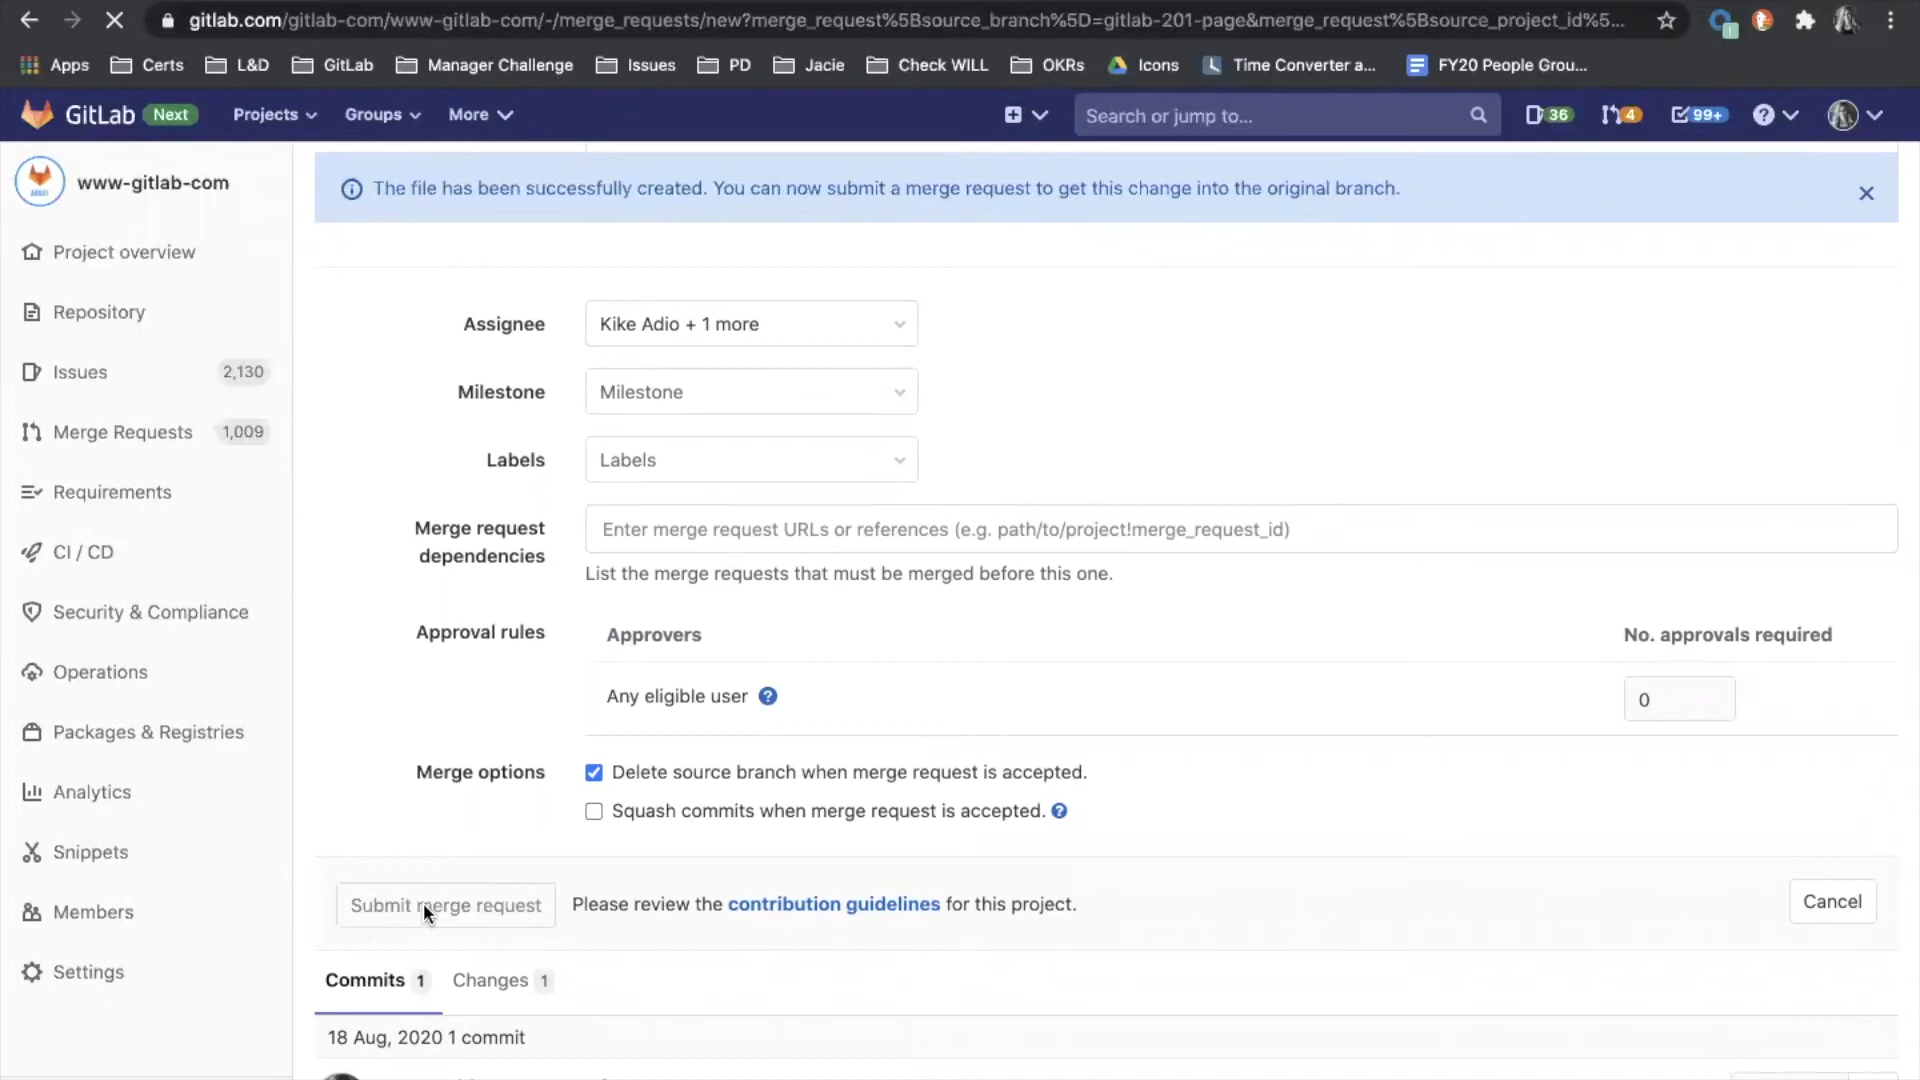 gitlab.com/gitlab-com/www-gitlab-com/-/merge_requests/new?merge_request%5Bsource_branch%5D=gitlab-201-page&merge_request%5Bsource_project_id%5...
Apps Certs L&D GitLab Manager Challenge Issues PD Jacie Check WILL OKRs Icons Time Converter a... FY20 People Grou...
GitLab Next Projects Groups More Search or jump to... 36 4 99+
www-gitlab-com
The file has been successfully created. You can now submit a merge request to get this change into the original branch.
Project overview
Repository
Issues 2,130
Merge Requests 1,009
Requirements
CI / CD
Security & Compliance
Operations
Packages & Registries
Analytics
Snippets
Members
Settings
Assignee Kike Adio + 1 more
Milestone Milestone
Labels Labels
Merge request
dependencies
Enter merge request URLs or references (e.g. path/to/project!merge_request_id)
List the merge requests that must be merged before this one.
Approval rules Approvers No. approvals required
Any eligible user ? 0
Merge options Delete source branch when merge request is accepted.
Squash commits when merge request is accepted. ?
Submit merge request Please review the contribution guidelines for this project. Cancel
Commits 1 Changes 1
18 Aug, 2020 1 commit